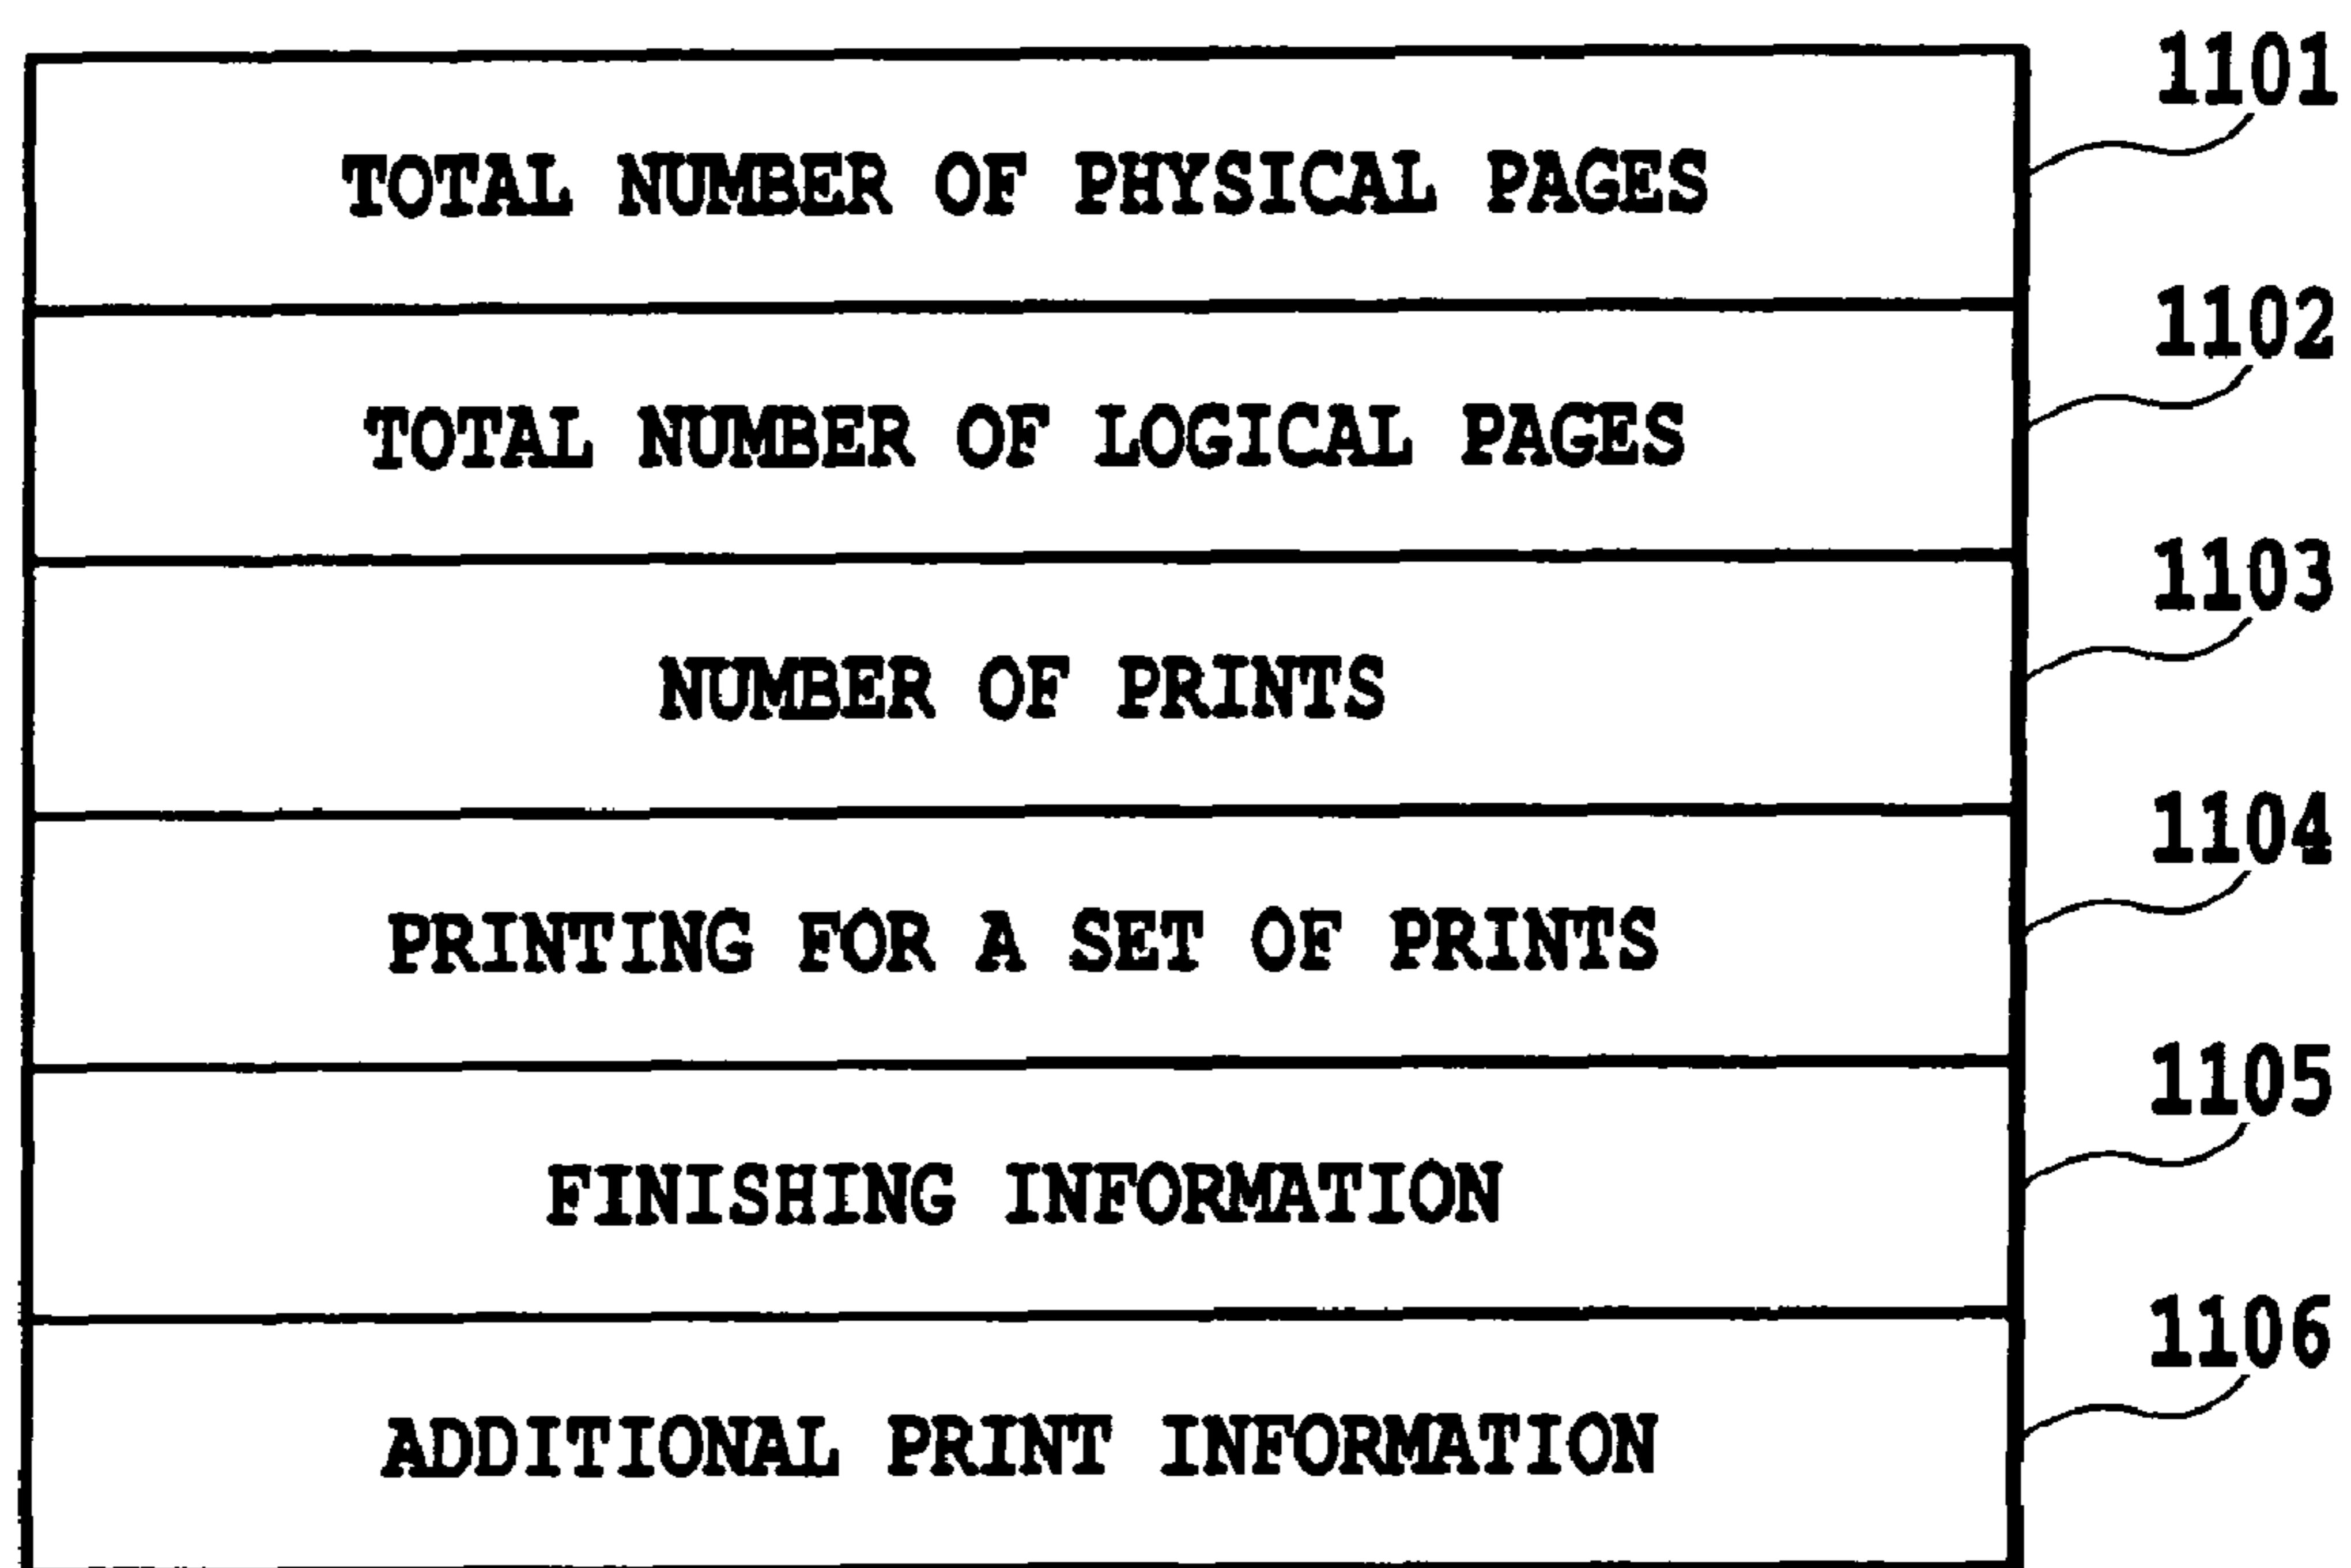 1101
TOTAL NUMBER OF PHYSICAL PAGES
1102
TOTAL NUMBER OF LOGICAL PAGES
1103
NUMBER OF PRINTS
1104
PRINTING FOR A SET OF PRINTS
1105
FINISHING INFORMATION
1106
ADDITIONAL PRINT INFORMATION